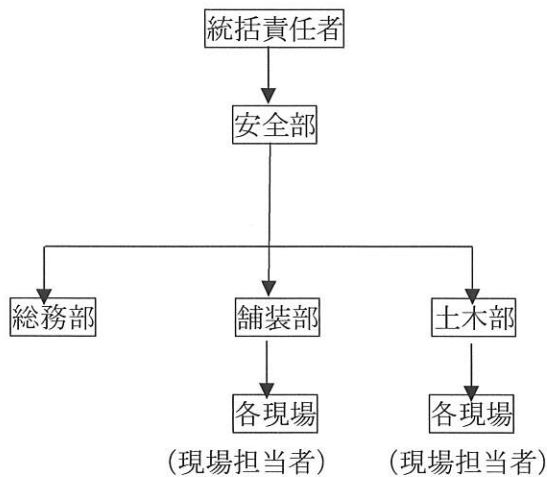 統括責任者
安全部
総務部
舗装部
土木部
各現場
各現場
(現場担当者)
(現場担当者)